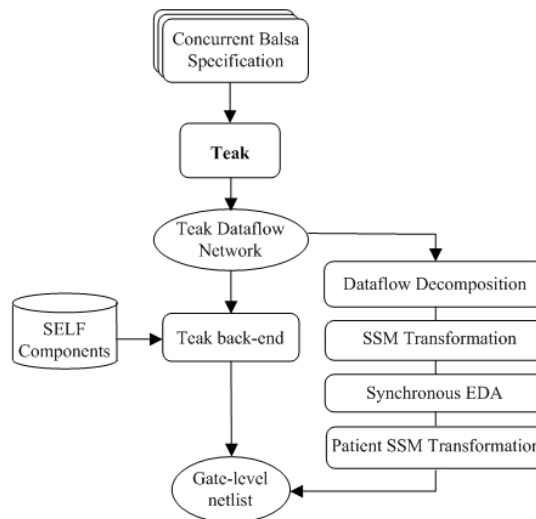 Concurrent Balsa
Specification
Teak
Teak Dataflow
Network
Dataflow Decomposition
SELF
Components
Teak back-end
SSM Transformation
Synchronous EDA
Patient SSM Transformation
Gate-level
netlist